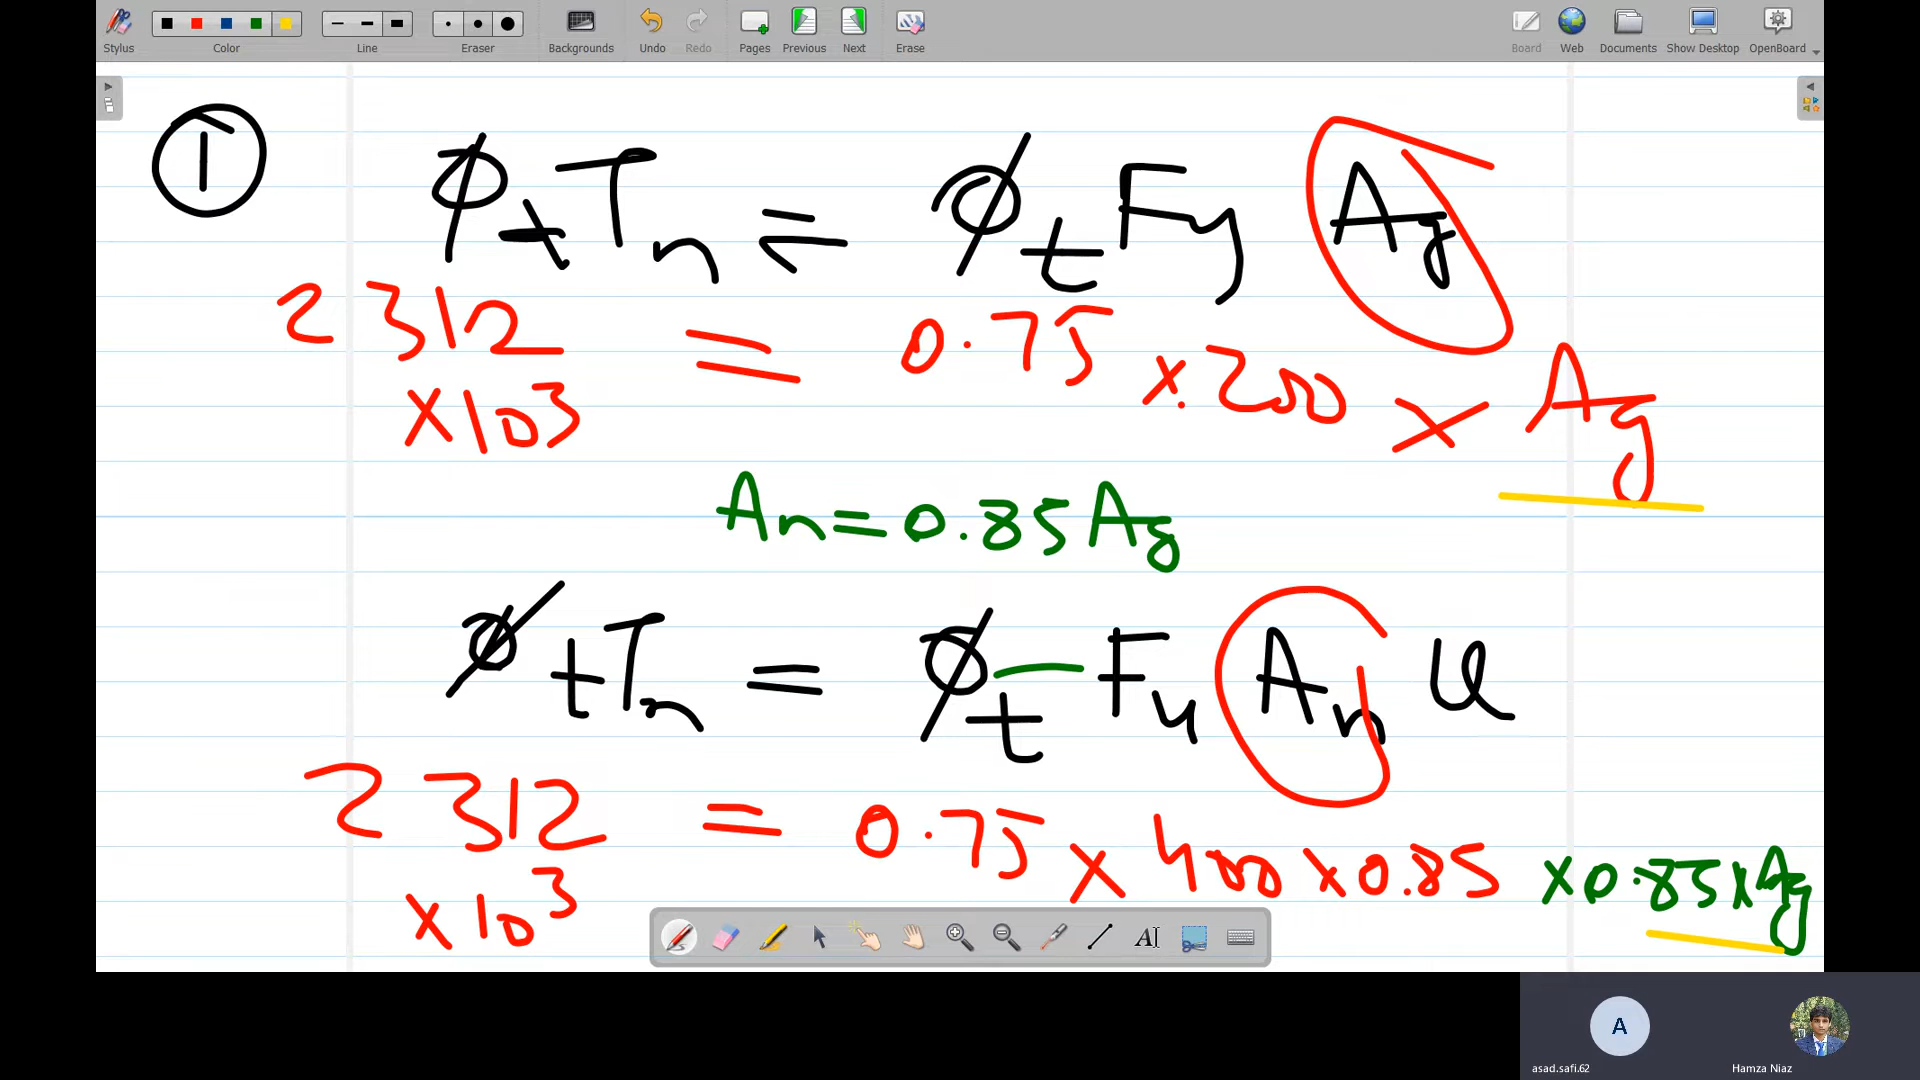 Stylus Color Line Eraser Backgrounds Undo Redo Pages Previous Next Erase Board Web Documents Show Desktop OpenBoard
1
ϕtTn = ϕtFy Ag
2312 ×10³ = 0.75 × 200 × Ag
An = 0.85 Ag
ϕtTn = ϕt Fu An U
2312 ×10³ = 0.75 × 400 × 0.85 × 0.85 × Ag
A
asad.safi.62 Hamza Niaz